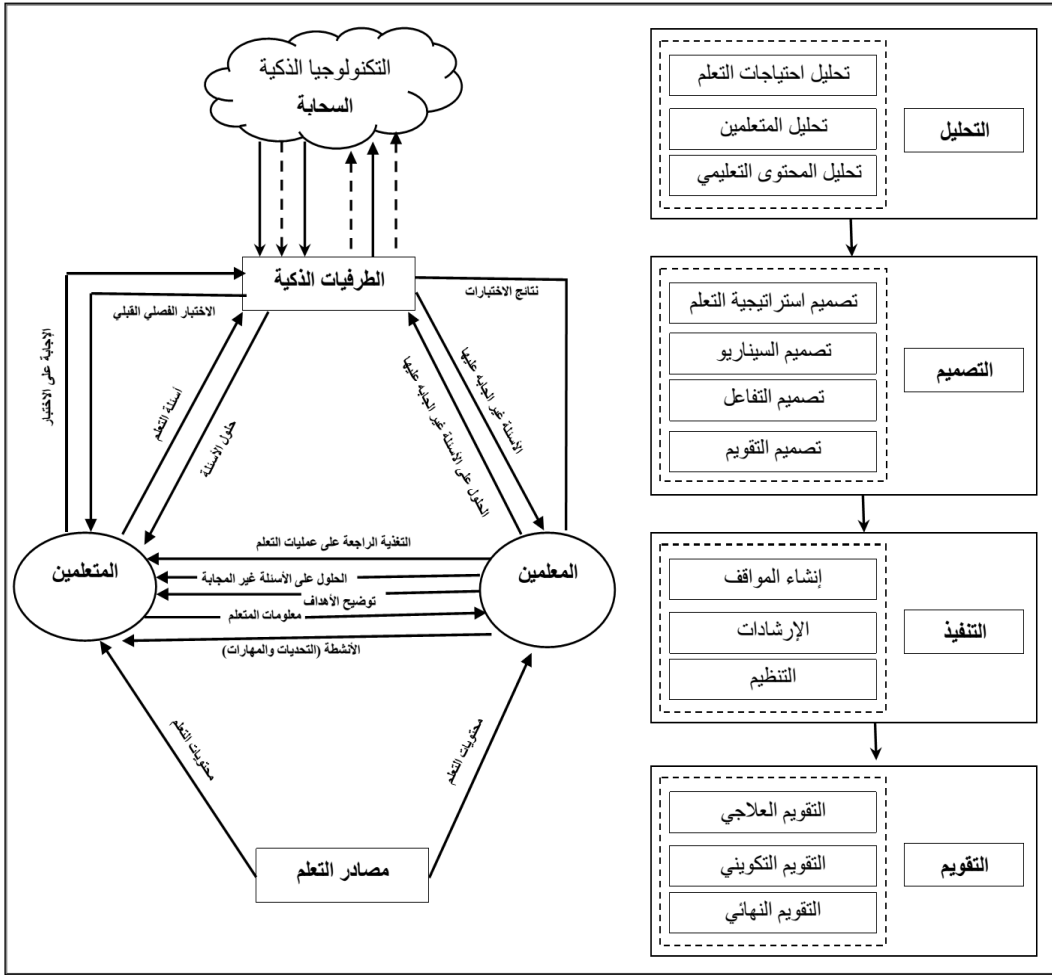 التكنولوجيا الذكية
السحابة
الطرفيات الذكية
نتائج الاختبارات
الاختبار الفصلي القبلي
الإجابة على الاختبار
أسئلة التعلم
حلول الأسئلة
الأسئلة غير الجابه عليها
الحلول على الأسئلة غير الجابه عليها
المتعلمين
المعلمين
التغذية الراجعة على عمليات التعلم
الحلول على الأسئلة غير المجابة
توضيح الأهداف
معلومات المتعلم
الأنشطة (التحديات والمهارات)
محتويات التعلم
محتويات التعلم
مصادر التعلم
التحليل
تحليل احتياجات التعلم
تحليل المتعلمين
تحليل المحتوى التعليمي
التصميم
تصميم استراتيجية التعلم
تصميم السيناريو
تصميم التفاعل
تصميم التقويم
التنفيذ
إنشاء المواقف
الإرشادات
التنظيم
التقويم
التقويم العلاجي
التقويم التكويني
التقويم النهائي